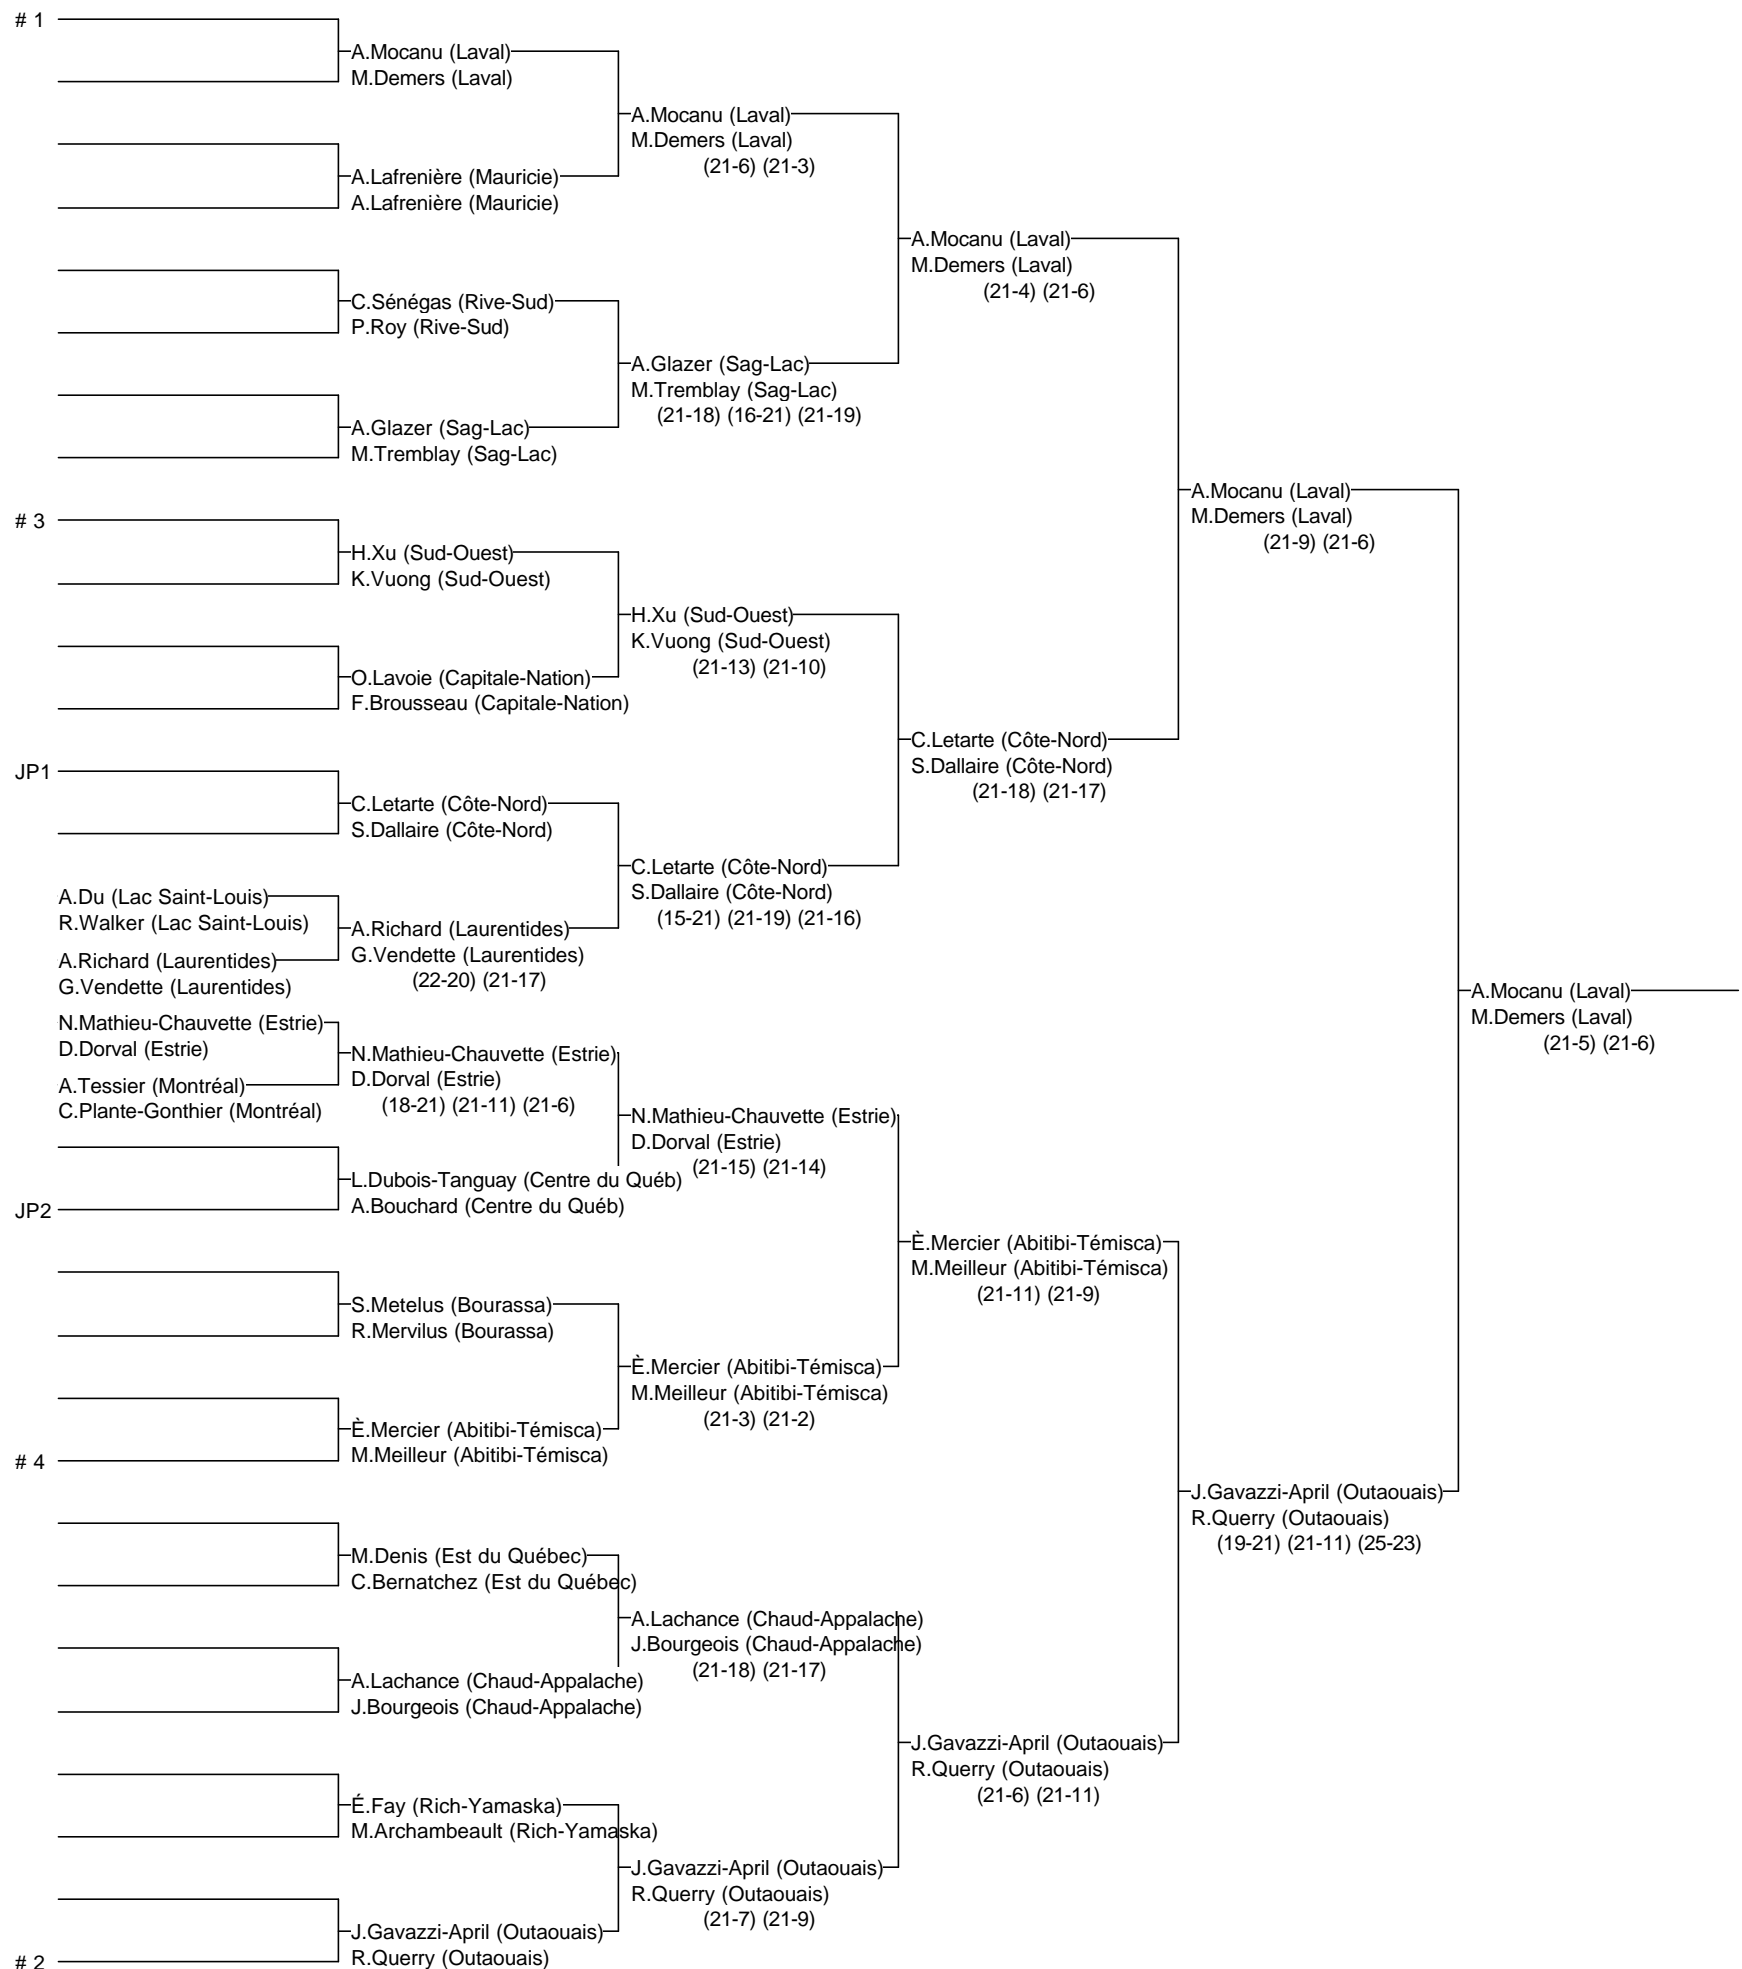 # 1
A.Mocanu (Laval)
M.Demers (Laval)
A.Mocanu (Laval)
M.Demers (Laval)
(21-6) (21-3)
A.Lafrenière (Mauricie)
A.Lafrenière (Mauricie)
A.Mocanu (Laval)
M.Demers (Laval)
(21-4) (21-6)
C.Sénégas (Rive-Sud)
P.Roy (Rive-Sud)
A.Glazer (Sag-Lac)
M.Tremblay (Sag-Lac)
(21-18) (16-21) (21-19)
A.Glazer (Sag-Lac)
M.Tremblay (Sag-Lac)
A.Mocanu (Laval)
M.Demers (Laval)
(21-9) (21-6)
# 3
H.Xu (Sud-Ouest)
K.Vuong (Sud-Ouest)
H.Xu (Sud-Ouest)
K.Vuong (Sud-Ouest)
(21-13) (21-10)
O.Lavoie (Capitale-Nation)
F.Brousseau (Capitale-Nation)
C.Letarte (Côte-Nord)
S.Dallaire (Côte-Nord)
(21-18) (21-17)
JP1
C.Letarte (Côte-Nord)
S.Dallaire (Côte-Nord)
C.Letarte (Côte-Nord)
S.Dallaire (Côte-Nord)
(15-21) (21-19) (21-16)
A.Du (Lac Saint-Louis)
R.Walker (Lac Saint-Louis)
A.Richard (Laurentides)
G.Vendette (Laurentides)
(22-20) (21-17)
A.Richard (Laurentides)
G.Vendette (Laurentides)
A.Mocanu (Laval)
M.Demers (Laval)
(21-5) (21-6)
N.Mathieu-Chauvette (Estrie)
D.Dorval (Estrie)
N.Mathieu-Chauvette (Estrie)
D.Dorval (Estrie)
(18-21) (21-11) (21-6)
A.Tessier (Montréal)
C.Plante-Gonthier (Montréal)
N.Mathieu-Chauvette (Estrie)
D.Dorval (Estrie)
(21-15) (21-14)
L.Dubois-Tanguay (Centre du Québ)
A.Bouchard (Centre du Québ)
JP2
È.Mercier (Abitibi-Témisca)
M.Meilleur (Abitibi-Témisca)
(21-11) (21-9)
S.Metelus (Bourassa)
R.Mervilus (Bourassa)
È.Mercier (Abitibi-Témisca)
M.Meilleur (Abitibi-Témisca)
(21-3) (21-2)
È.Mercier (Abitibi-Témisca)
M.Meilleur (Abitibi-Témisca)
# 4
J.Gavazzi-April (Outaouais)
R.Querry (Outaouais)
(19-21) (21-11) (25-23)
M.Denis (Est du Québec)
C.Bernatchez (Est du Québec)
A.Lachance (Chaud-Appalache)
J.Bourgeois (Chaud-Appalache)
(21-18) (21-17)
A.Lachance (Chaud-Appalache)
J.Bourgeois (Chaud-Appalache)
J.Gavazzi-April (Outaouais)
R.Querry (Outaouais)
(21-6) (21-11)
É.Fay (Rich-Yamaska)
M.Archambeault (Rich-Yamaska)
J.Gavazzi-April (Outaouais)
R.Querry (Outaouais)
(21-7) (21-9)
J.Gavazzi-April (Outaouais)
R.Querry (Outaouais)
# 2